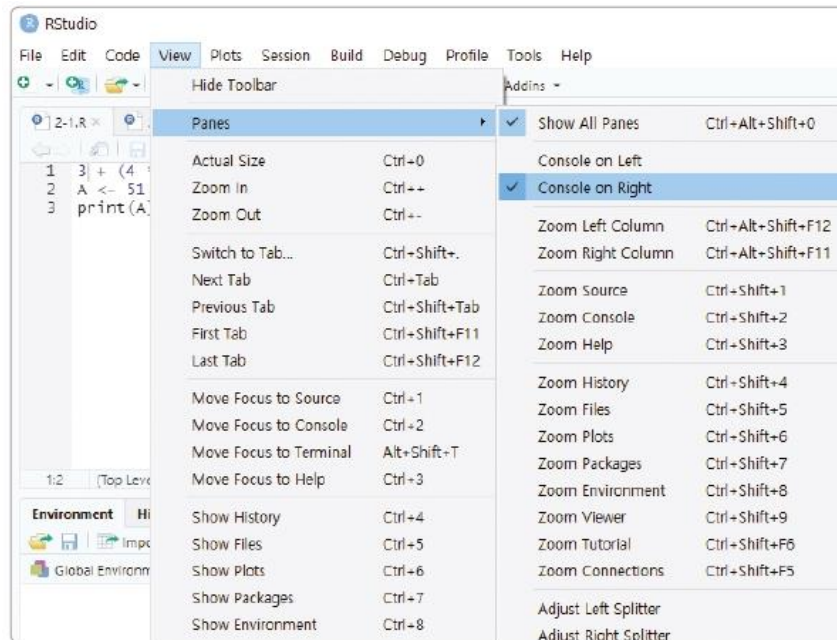 RStudio
File Edit Code View Plots Session Build Debug Profile Tools Help
Hide Toolbar
Addins
2-1.R
Panes
Show All Panes Ctrl+Alt+Shift+0
Actual Size Ctrl+0
Console on Left
1 3 + (4
Zoom In Ctrl++
Console on Right
2 A <- 51
Zoom Out Ctrl+-
3 print(A)
Zoom Left Column Ctrl+Alt+Shift+F12
Switch to Tab... Ctrl+Shift+.
Zoom Right Column Ctrl+Alt+Shift+F11
Next Tab Ctrl+Tab
Zoom Source Ctrl+Shift+1
Previous Tab Ctrl+Shift+Tab
Zoom Console Ctrl+Shift+2
First Tab Ctrl+Shift+F11
Zoom Help Ctrl+Shift+3
Last Tab Ctrl+Shift+F12
Zoom History Ctrl+Shift+4
Move Focus to Source Ctrl+1
Zoom Files Ctrl+Shift+5
Move Focus to Console Ctrl+2
Zoom Plots Ctrl+Shift+6
Move Focus to Terminal Alt+Shift+T
Zoom Packages Ctrl+Shift+7
Move Focus to Help Ctrl+3
1:2 (Top Leve
Zoom Environment Ctrl+Shift+8
Environment Hi
Show History Ctrl+4
Zoom Viewer Ctrl+Shift+9
Impo
Show Files Ctrl+5
Zoom Tutorial Ctrl+Shift+F6
Global Environm
Show Plots Ctrl+6
Zoom Connections Ctrl+Shift+F5
Show Packages Ctrl+7
Adjust Left Splitter
Show Environment Ctrl+8
Adjust Right Splitter